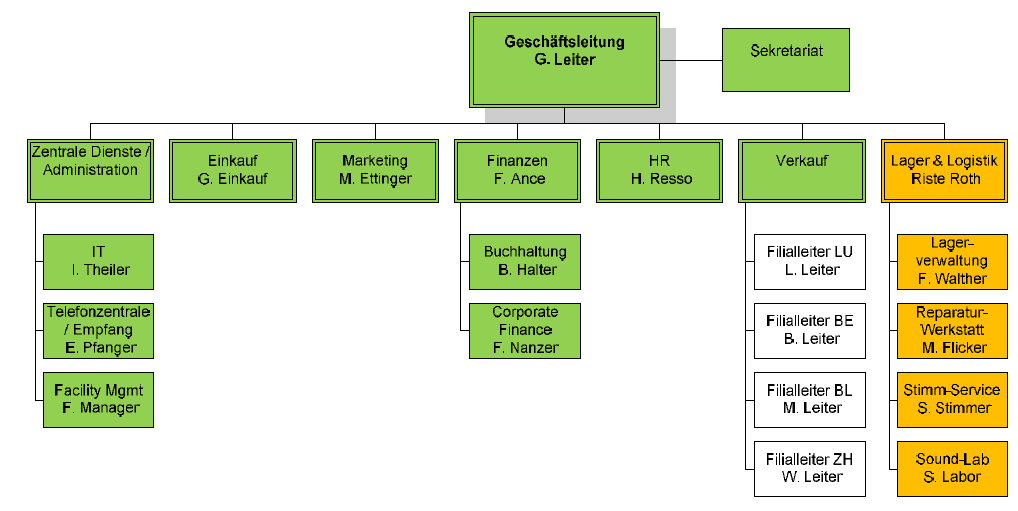 Geschäftsleitung
G. Leiter
Sekretariat
Zentrale Dienste /
Administration
Einkauf
G. Einkauf
Marketing
M. Ettinger
Finanzen
F. Ance
HR
H. Resso
Verkauf
Lager & Logistik
Riste Roth
IT
I. Theiler
Telefonzentrale
/ Empfang
E. Pfanger
Facility Mgmt
F. Manager
Buchhaltung
B. Halter
Corporate
Finance
F. Nanzer
Filialleiter LU
L. Leiter
Filialleiter BE
B. Leiter
Filialleiter BL
M. Leiter
Filialleiter ZH
W. Leiter
Lager-
verwaltung
F. Walther
Reparatur-
Werkstatt
M. Flicker
Stimm-Service
S. Stimmer
Sound-Lab
S. Labor